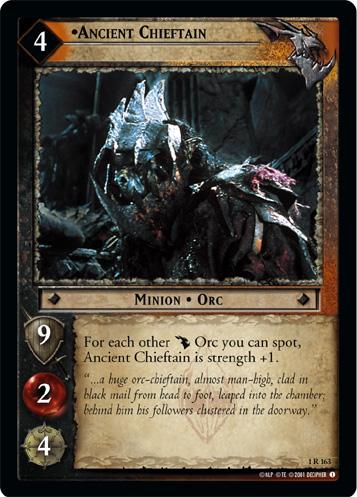 4
•Ancient Chieftain
Minion • Orc
9
For each other Orc you can spot,
Ancient Chieftain is strength +1.
2
“...a huge orc-chieftain, almost man-high, clad in
black mail from head to foot, leaped into the chamber;
behind him his followers clustered in the doorway.”
4
1 R 163
©NLP ™TE ©2001 DECIPHER 1